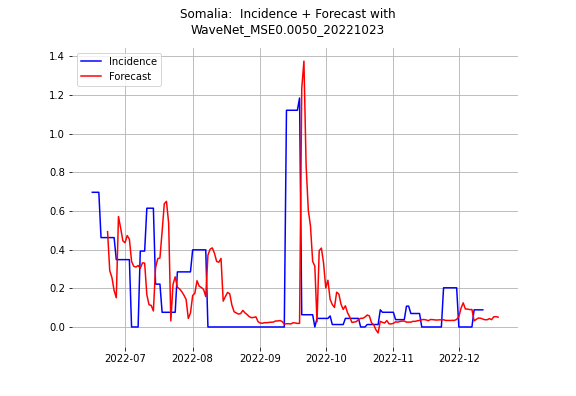 Somalia:  Incidence + Forecast with
WaveNet_MSE0.0050_20221023
Incidence
Forecast
1.4
1.2
1.0
0.8
0.6
0.4
0.2
0.0
2022-07 2022-08 2022-09 2022-10 2022-11 2022-12